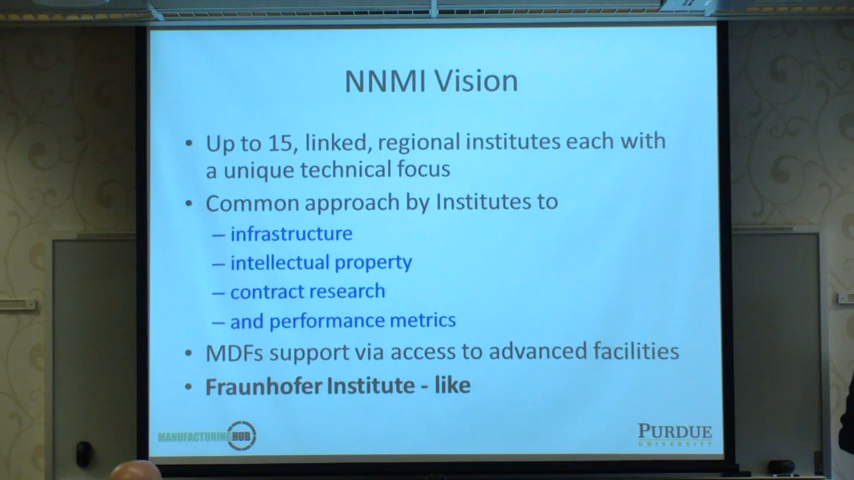 NNMI Vision
• Up to 15, linked, regional institutes each with
a unique technical focus
• Common approach by Institutes to
– infrastructure
– intellectual property
– contract research
– and performance metrics
• MDFs support via access to advanced facilities
• Fraunhofer Institute - like
MANUFACTURINGHUB
PURDUE
UNIVERSITY